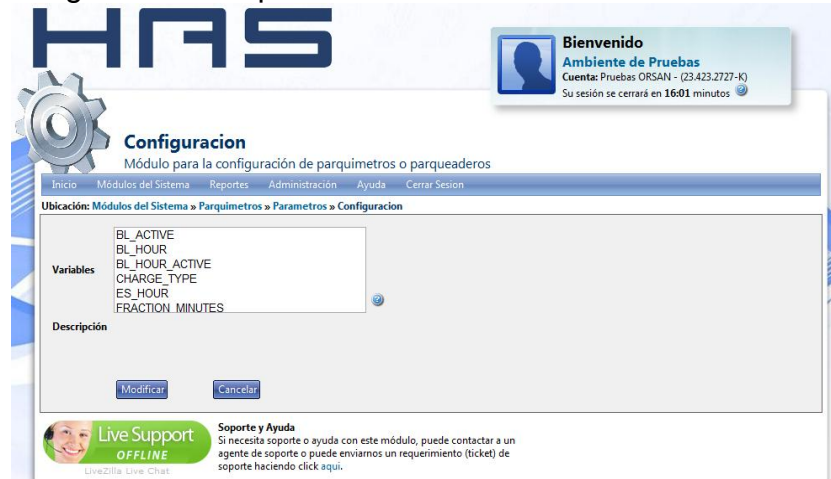 HAS
Bienvenido
Ambiente de Pruebas
Cuenta: Pruebas ORSAN - (23.423.2727-K)
Su sesión se cerrará en 16:01 minutos
Configuracion
Módulo para la configuración de parquimetros o parqueaderos
Inicio Módulos del Sistema Reportes Administración Ayuda Cerrar Sesion
Ubicación: Módulos del Sistema » Parquimetros » Parametros » Configuracion
Variables
BL_ACTIVE
BL_HOUR
BL_HOUR_ACTIVE
CHARGE_TYPE
ES_HOUR
FRACTION_MINUTES
Descripción
Modificar Cancelar
Live Support
OFFLINE
LiveZilla Live Chat
Soporte y Ayuda
Si necesita soporte o ayuda con este módulo, puede contactar a un
agente de soporte o puede enviarnos un requerimiento (ticket) de
soporte haciendo click aqui.